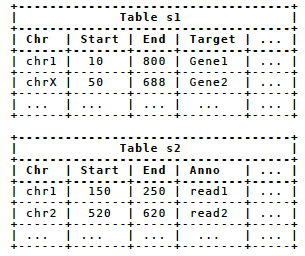 +-----------------------------------+
|             Table s1              |
+------+-------+-----+--------+-----+
| Chr  | Start | End | Target | ... |
+------+-------+-----+--------+-----+
| chr1 |  10   | 800 | Gene1  | ... |
+------+-------+-----+--------+-----+
| chrX |  50   | 688 | Gene2  | ... |
+------+-------+-----+--------+-----+
| ...  |  ...  | ... |  ...   | ... |
+------+-------+-----+--------+-----+
+-----------------------------------+
|             Table s2              |
+------+-------+-----+--------+-----+
| Chr  | Start | End | Anno   | ... |
+------+-------+-----+--------+-----+
| chr1 |  150  | 250 | read1  | ... |
+------+-------+-----+--------+-----+
| chr2 |  520  | 620 | read2  | ... |
+------+-------+-----+--------+-----+
| ...  |  ...  | ... |  ...   | ... |
+------+-------+-----+--------+-----+